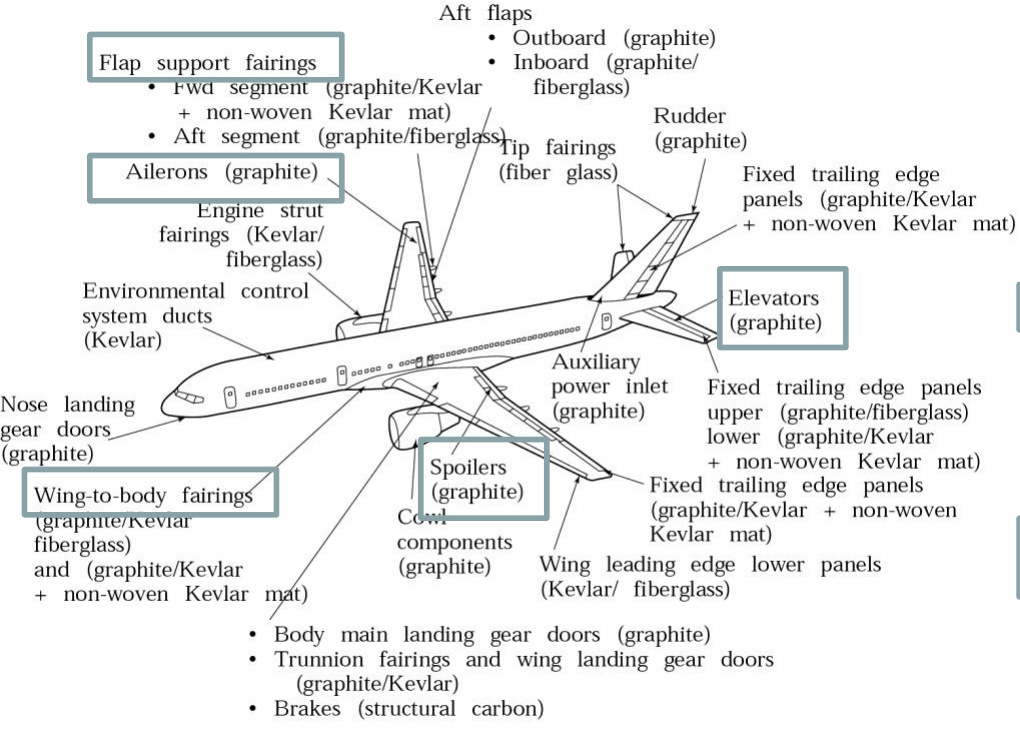 Aft flaps
• Outboard (graphite)
• Inboard (graphite/
fiberglass)
Flap support fairings
• Fwd segment (graphite/Kevlar
+ non-woven Kevlar mat)
• Aft segment (graphite/fiberglass)
Ailerons (graphite)
Engine strut
fairings (Kevlar/
fiberglass)
Environmental control
system ducts
(Kevlar)
Tip fairings
(fiber glass)
Rudder
(graphite)
Fixed trailing edge
panels (graphite/Kevlar
+ non-woven Kevlar mat)
Elevators
(graphite)
Auxiliary
power inlet
(graphite)
Fixed trailing edge panels
upper (graphite/fiberglass)
lower (graphite/Kevlar
+ non-woven Kevlar mat)
Nose landing
gear doors
(graphite)
Wing-to-body fairings
(graphite/Kevlar
fiberglass)
and (graphite/Kevlar
+ non-woven Kevlar mat)
Spoilers
(graphite)
Cowl
components
(graphite)
Fixed trailing edge panels
(graphite/Kevlar + non-woven
Kevlar mat)
Wing leading edge lower panels
(Kevlar/ fiberglass)
• Body main landing gear doors (graphite)
• Trunnion fairings and wing landing gear doors
(graphite/Kevlar)
• Brakes (structural carbon)